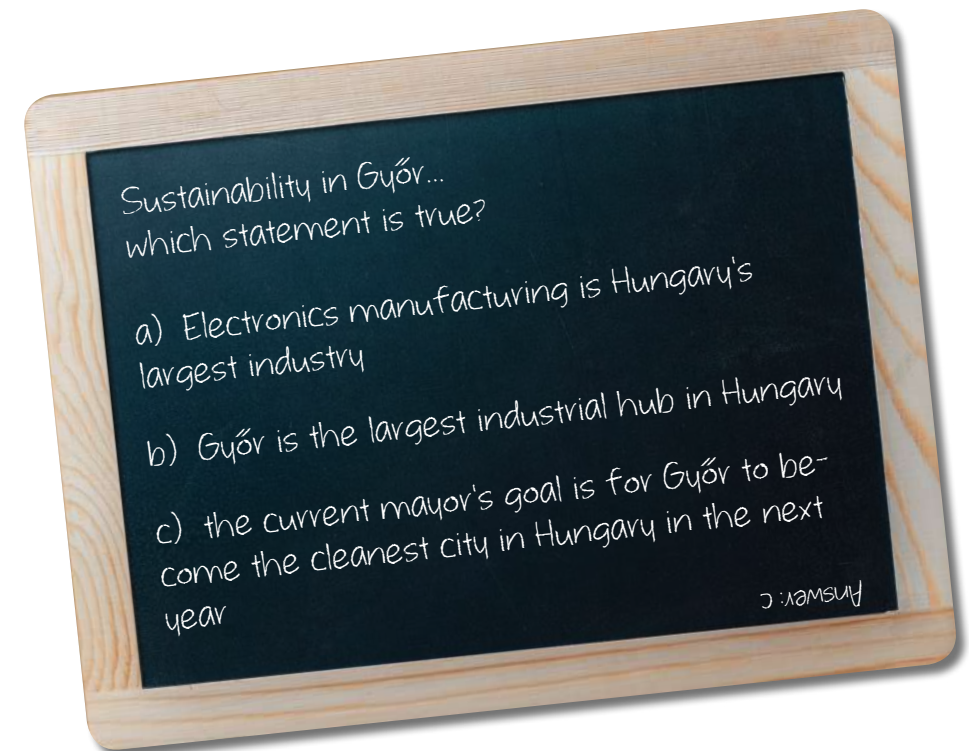 Sustainability in Győr...
which statement is true?
a) Electronics manufacturing is Hungary's
largest industry
b) Győr is the largest industrial hub in Hungary
c) the current mayor's goal is for Győr to be-
come the cleanest city in Hungary in the next
year
Answer: c